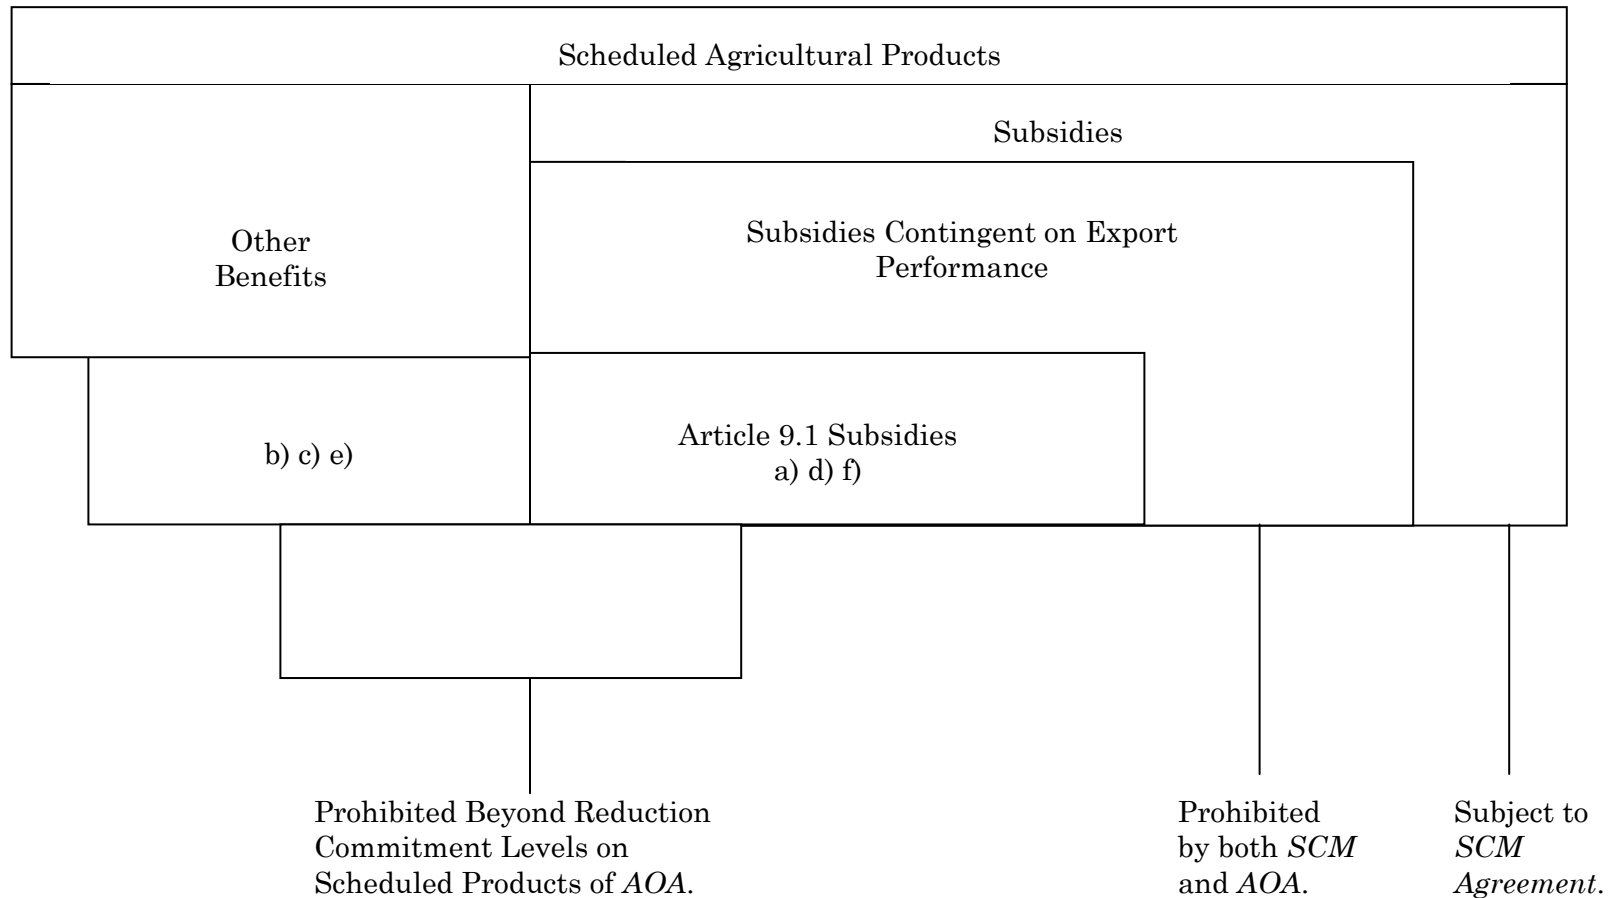 Scheduled Agricultural Products
Subsidies
Other
Benefits
Subsidies Contingent on Export
Performance
b) c) e)
Article 9.1 Subsidies
a) d) f)
Prohibited Beyond Reduction
Commitment Levels on
Scheduled Products of AOA.
Prohibited
by both SCM
and AOA.
Subject to
SCM
Agreement.